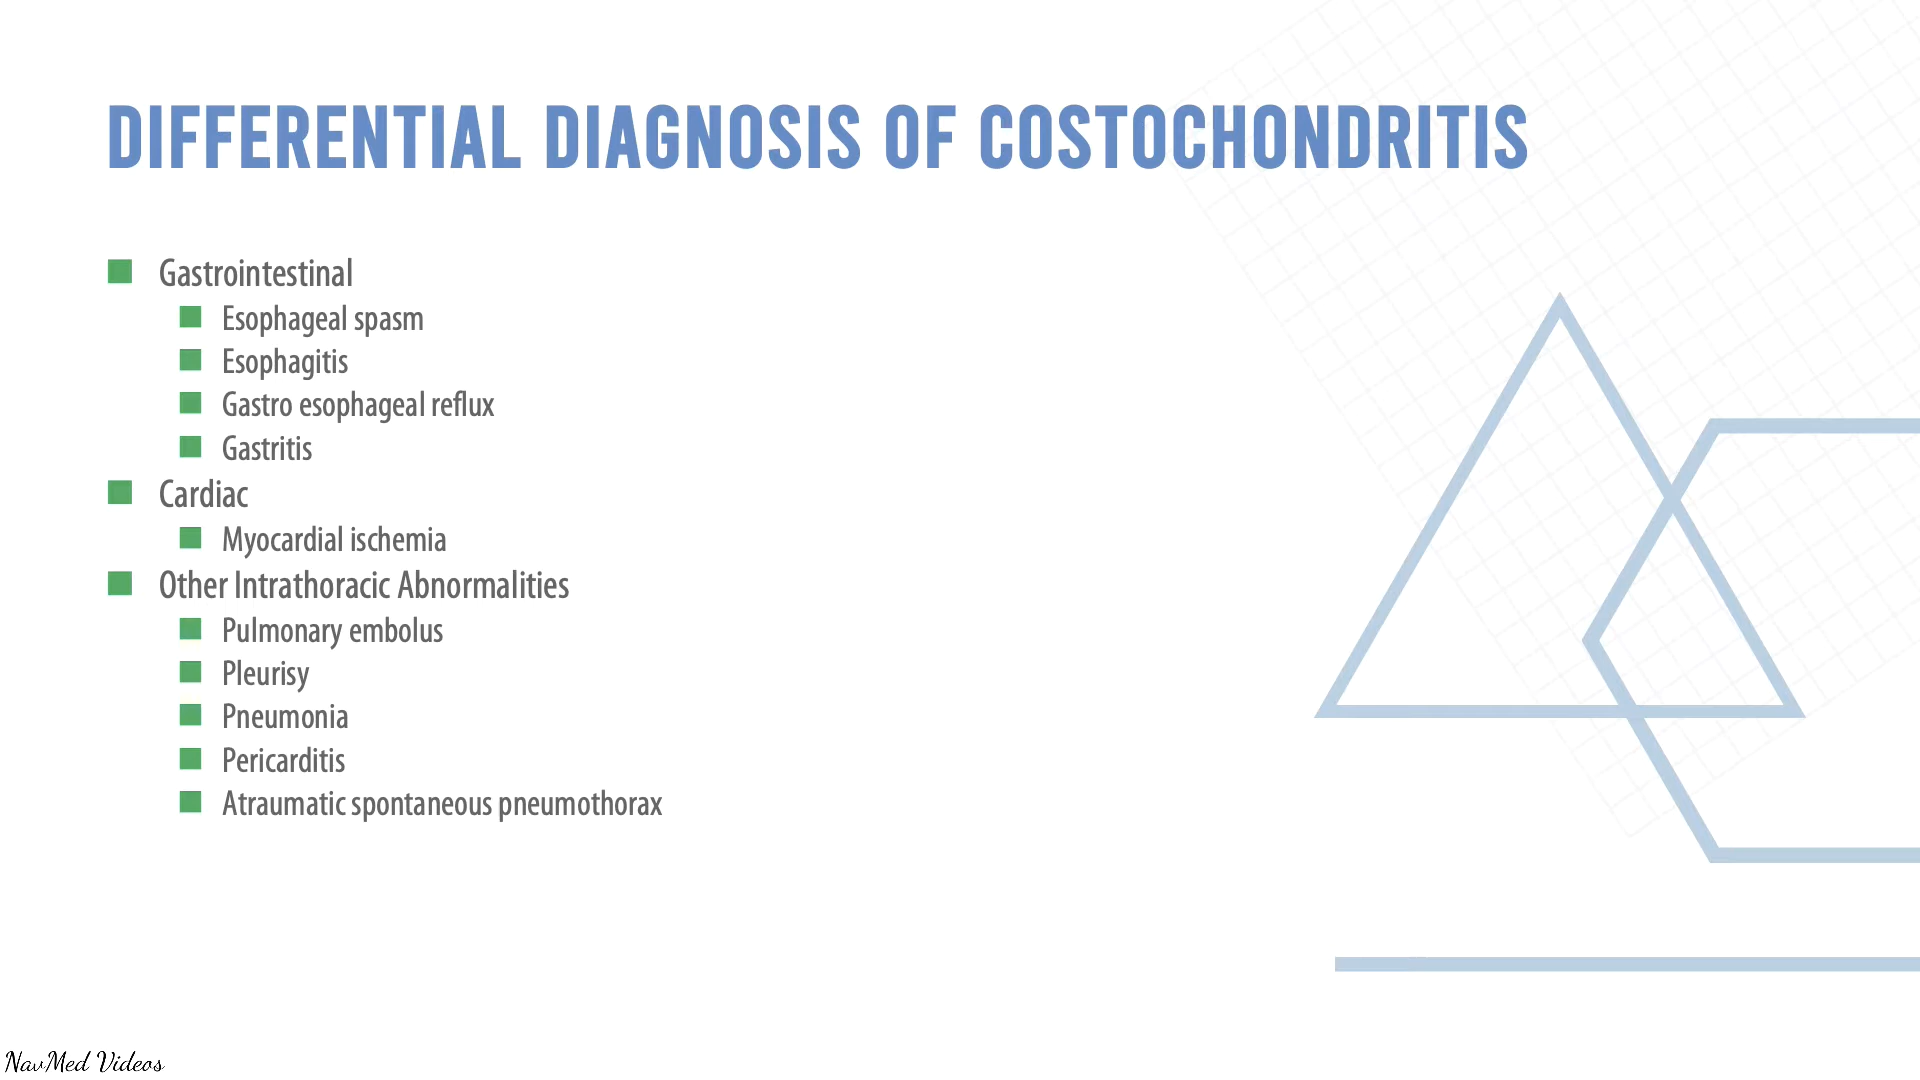 DIFFERENTIAL DIAGNOSIS OF COSTOCHONDRITIS
Gastrointestinal
Esophageal spasm
Esophagitis
Gastro esophageal reflux
Gastritis
Cardiac
Myocardial ischemia
Other Intrathoracic Abnormalities
Pulmonary embolus
Pleurisy
Pneumonia
Pericarditis
Atraumatic spontaneous pneumothorax
NavMed Videos